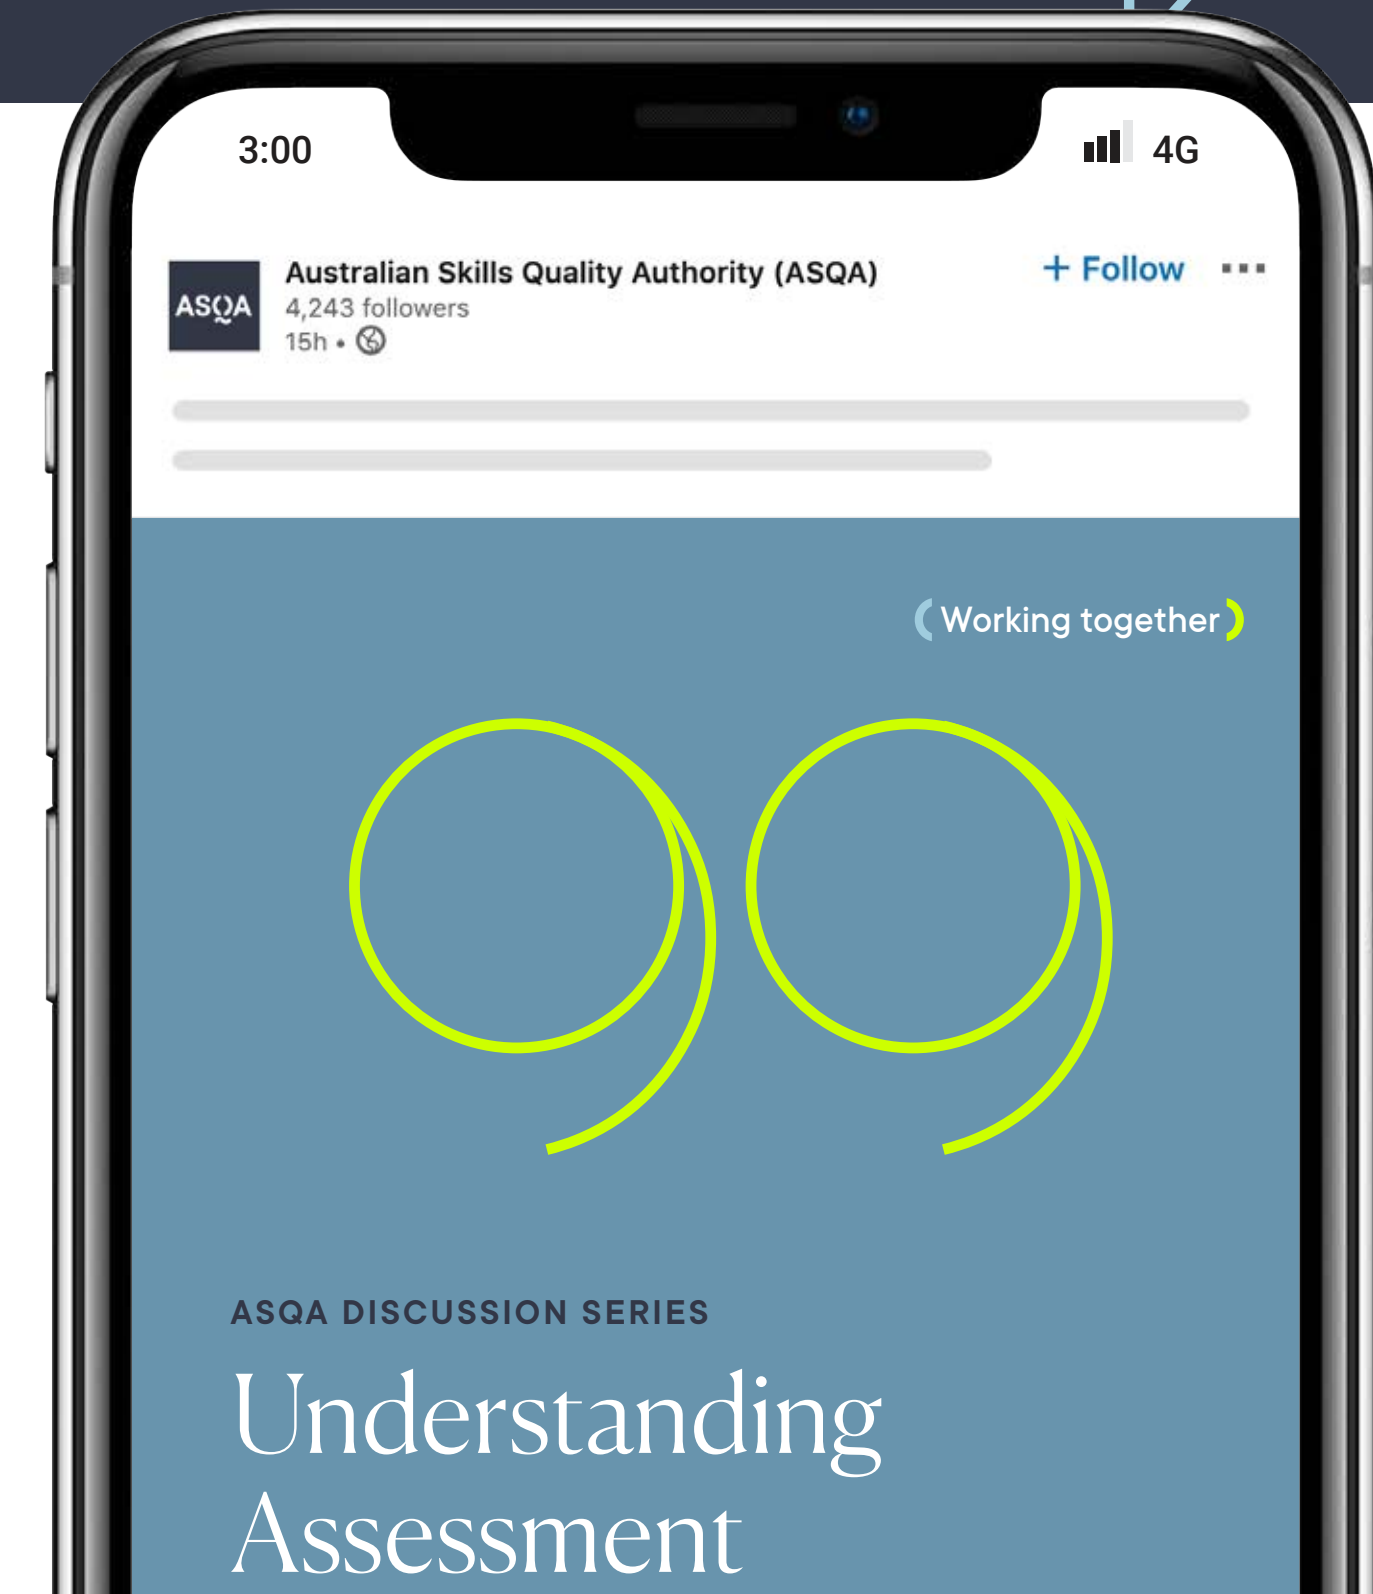 3:00
4G
ASQA
Australian Skills Quality Authority (ASQA)
+ Follow
4,243 followers
15h •
Working together
ASQA DISCUSSION SERIES
Understanding
Assessment